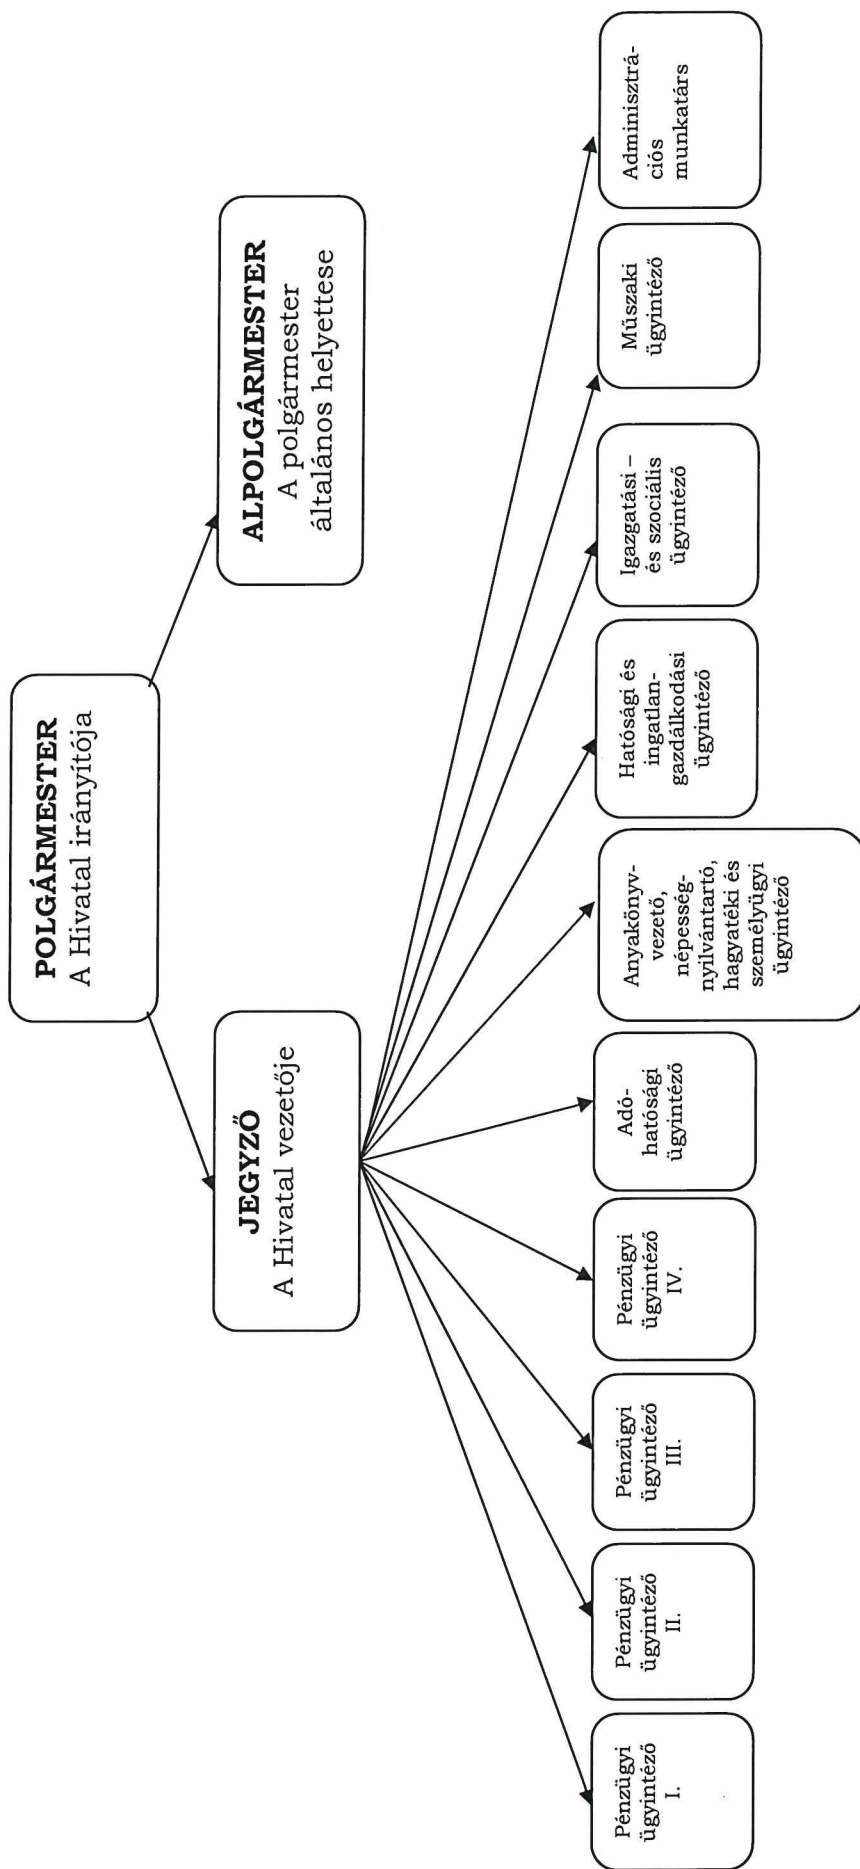 POLGÁRMESTER
A Hivatal irányítója
JEGYZŐ
A Hivatal vezetője
ALPOLGÁRMESTER
A polgármester
általános helyettese
Pénzügyi
ügyintéző
I.
Pénzügyi
ügyintéző
II.
Pénzügyi
ügyintéző
III.
Pénzügyi
ügyintéző
IV.
Adó-
hatósági
ügyintéző
Anyakönyv-
vezető,
népesség-
nyilvántartó,
hagyatéki és
személyügyi
ügyintéző
Hatósági és
ingatlan-
gazdálkodási
ügyintéző
Igazgatási –
és szociális
ügyintéző
Műszaki
ügyintéző
Adminisztrá-
ciós
munkatárs